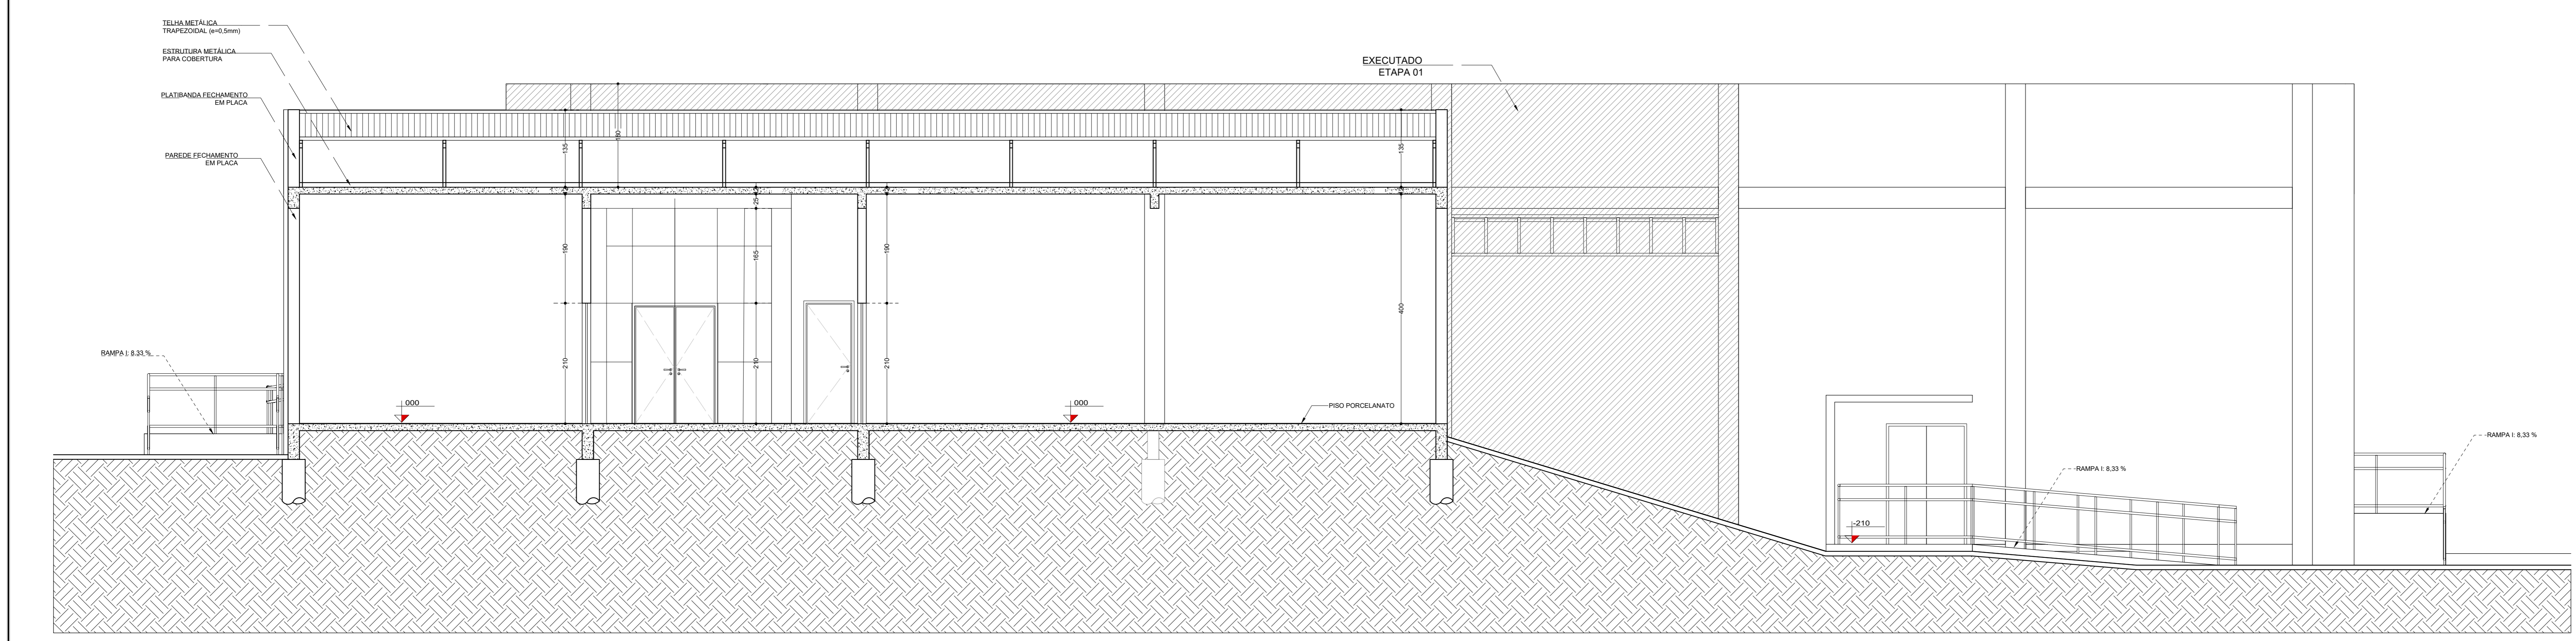 TELHA METÁLICA
TRAPEZOIDAL (e=0,5mm)
ESTRUTURA METÁLICA
PARA COBERTURA
PLATIBANDA FECHAMENTO
EM PLACA
PAREDE FECHAMENTO
EM PLACA
EXECUTADO
ETAPA 01
135
180
135
25
190
165
190
400
210
210
210
RAMPA I: 8.33 %
000
000
PISO PORCELANATO
RAMPA I: 8,33 %
RAMPA I: 8,33 %
-210